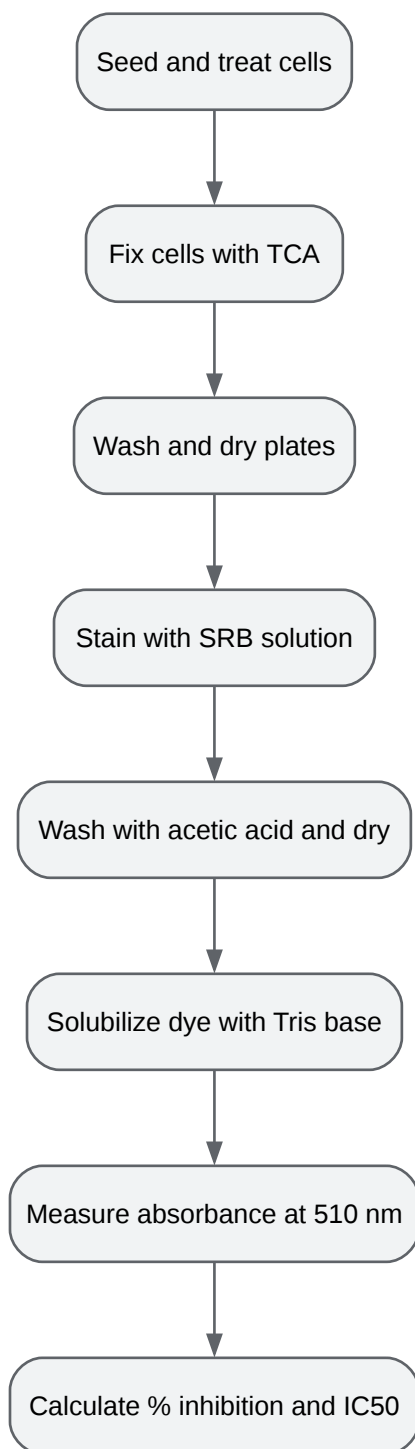 Seed and treat cells
Fix cells with TCA
Wash and dry plates
Stain with SRB solution
Wash with acetic acid and dry
Solubilize dye with Tris base
Measure absorbance at 510 nm
Calculate % inhibition and IC50